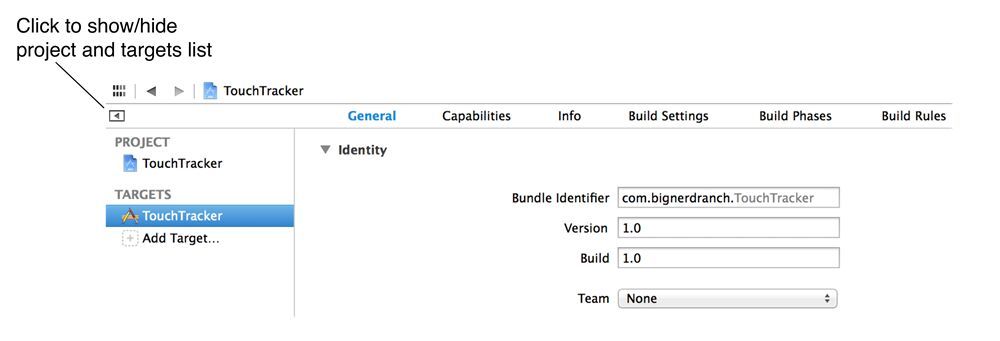 Click to show/hide
project and targets list
TouchTracker
General Capabilities Info Build Settings Build Phases Build Rules
PROJECT
TouchTracker
TARGETS
TouchTracker
Add Target...
Identity
Bundle Identifier com.bignerdranch.TouchTracker
Version 1.0
Build 1.0
Team None